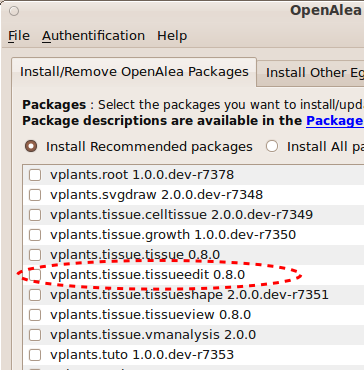 OpenAlea
File Authentication Help
Install/Remove OpenAlea Packages Install Other Eg
Packages : Select the packages you want to install/upda
Package descriptions are available in the Package
Install Recommended packages Install All pa
vplants.root 1.0.0.dev-r7378
vplants.svgdraw 2.0.0.dev-r7348
vplants.tissue.celltissue 2.0.0.dev-r7349
vplants.tissue.growth 1.0.0.dev-r7350
vplants.tissue.tissue 0.8.0
vplants.tissue.tissueedit 0.8.0
vplants.tissue.tissueshape 2.0.0.dev-r7351
vplants.tissue.tissueview 0.8.0
vplants.tissue.vmanalysis 2.0.0
vplants.tuto 1.0.0.dev-r7353